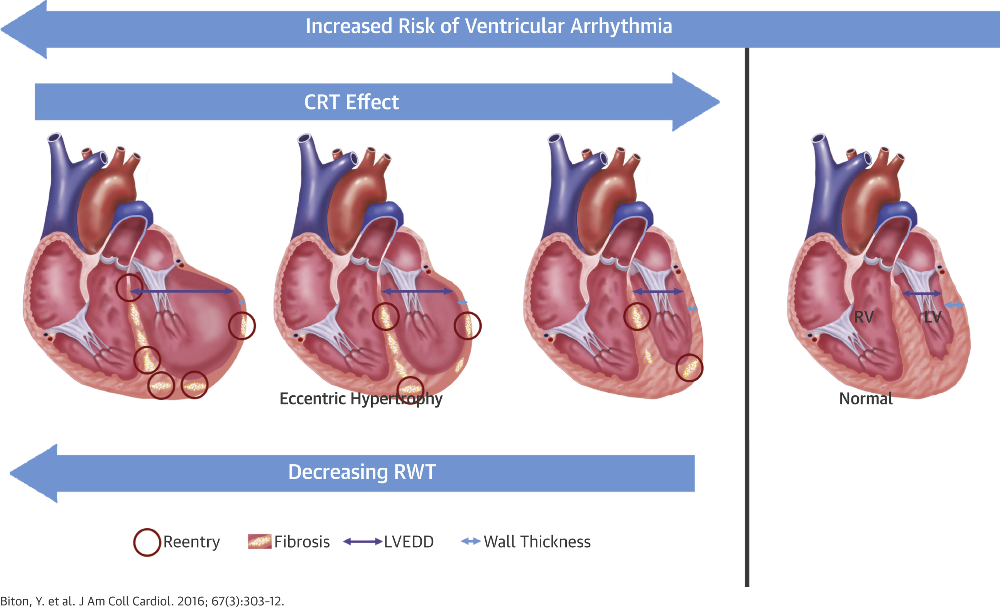 Increased Risk of Ventricular Arrhythmia
CRT Effect
RV
LV
Eccentric Hypertrophy
Normal
Decreasing RWT
Reentry
Fibrosis
LVEDD
Wall Thickness
Biton, Y. et al. J Am Coll Cardiol. 2016; 67(3):303-12.